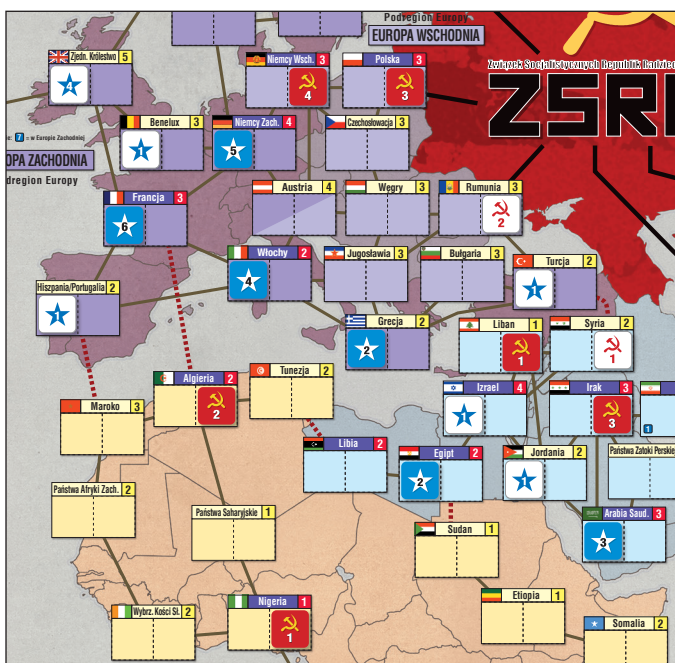 Podregion Europy
EUROPA WSCHODNIA
Związek Socjalistycznych Republik Radziec
ZSRR
Zjedn. Królestwo 5
4
Niemcy Wsch. 3
4
Polska 3
3
Benelux 3
1
Niemcy Zach. 4
5
Czechosłowacja 3
7 = w Europie Zachodniej
OPA ZACHODNIA
dregion Europy
Francja 3
6
Austria 4
Węgry 3
Rumunia 3
2
Włochy 2
4
Jugosławia 3
Bułgaria 3
Turcja 2
1
Hiszpania/Portugalia 2
1
Grecja 2
2
Liban 1
1
Syria 2
1
Tunezja 2
Algieria 2
2
Izrael 4
1
Irak 3
3
1
Maroko 3
Libia 2
Egipt 2
2
Jordania 2
1
Państwa Zatoki Perskie
Państwa Afryki Zach. 2
Państwa Saharyjskie 1
Sudan 1
Arabia Saud. 3
3
Wybrz. Kości Sł. 2
Nigeria 1
1
Etiopia 1
Somalia 2